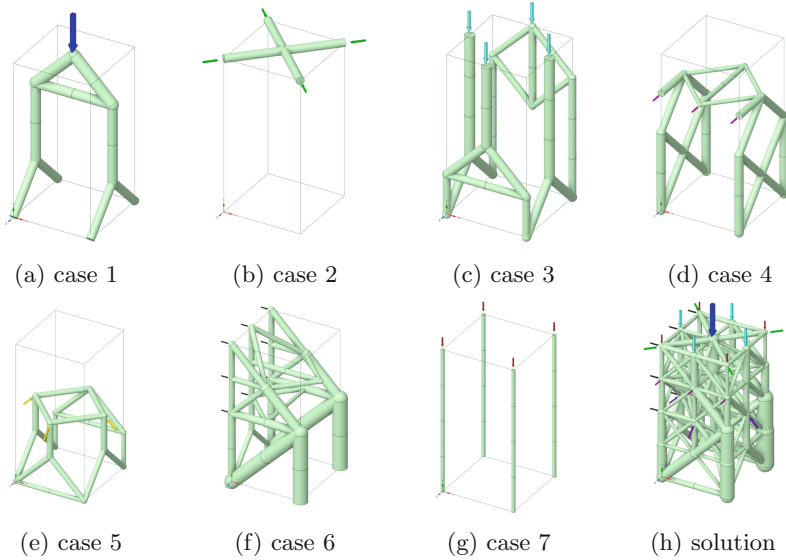 (a) case 1
(b) case 2
(c) case 3
(d) case 4
(e) case 5
(f) case 6
(g) case 7
(h) solution